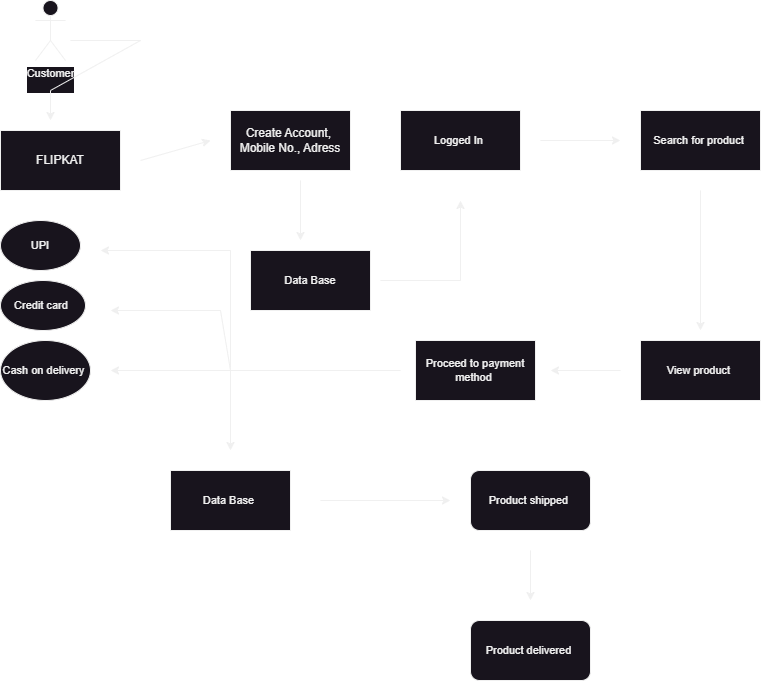 Customer
FLIPKAT
Create Account,
Mobile No., Adress
Logged In
Search for product
UPI
Credit card
Cash on delivery
Data Base
Proceed to payment
method
View product
Data Base
Product shipped
Product delivered